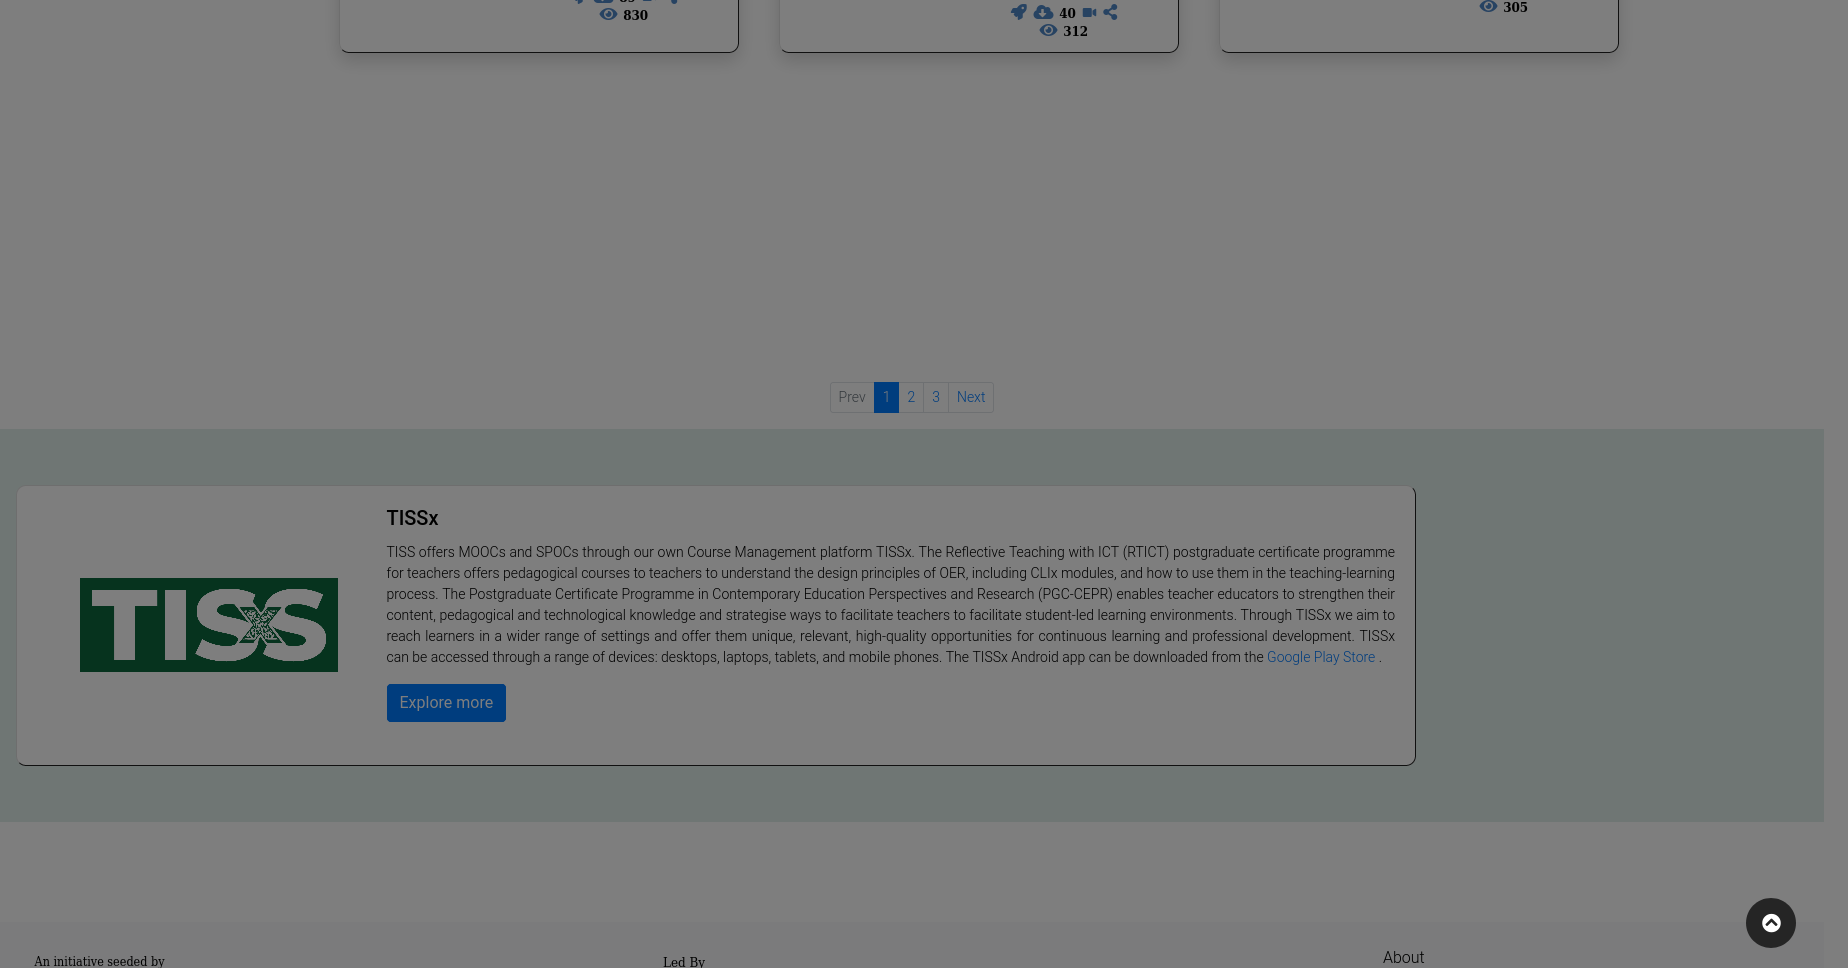 830
40
312
305
Prev 1 2 3 Next
TISSx
TISS offers MOOCs and SPOCs through our own Course Management platform TISSx. The Reflective Teaching with ICT (RTICT) postgraduate certificate programme
for teachers offers pedagogical courses to teachers to understand the design principles of OER, including CLIx modules, and how to use them in the teaching-learning
process. The Postgraduate Certificate Programme in Contemporary Education Perspectives and Research (PGC-CEPR) enables teacher educators to strengthen their
content, pedagogical and technological knowledge and strategise ways to facilitate teachers to facilitate student-led learning environments. Through TISSx we aim to
reach learners in a wider range of settings and offer them unique, relevant, high-quality opportunities for continuous learning and professional development. TISSx
can be accessed through a range of devices: desktops, laptops, tablets, and mobile phones. The TISSx Android app can be downloaded from the Google Play Store .
TISS
Explore more
An initiative seeded by
Led By
About